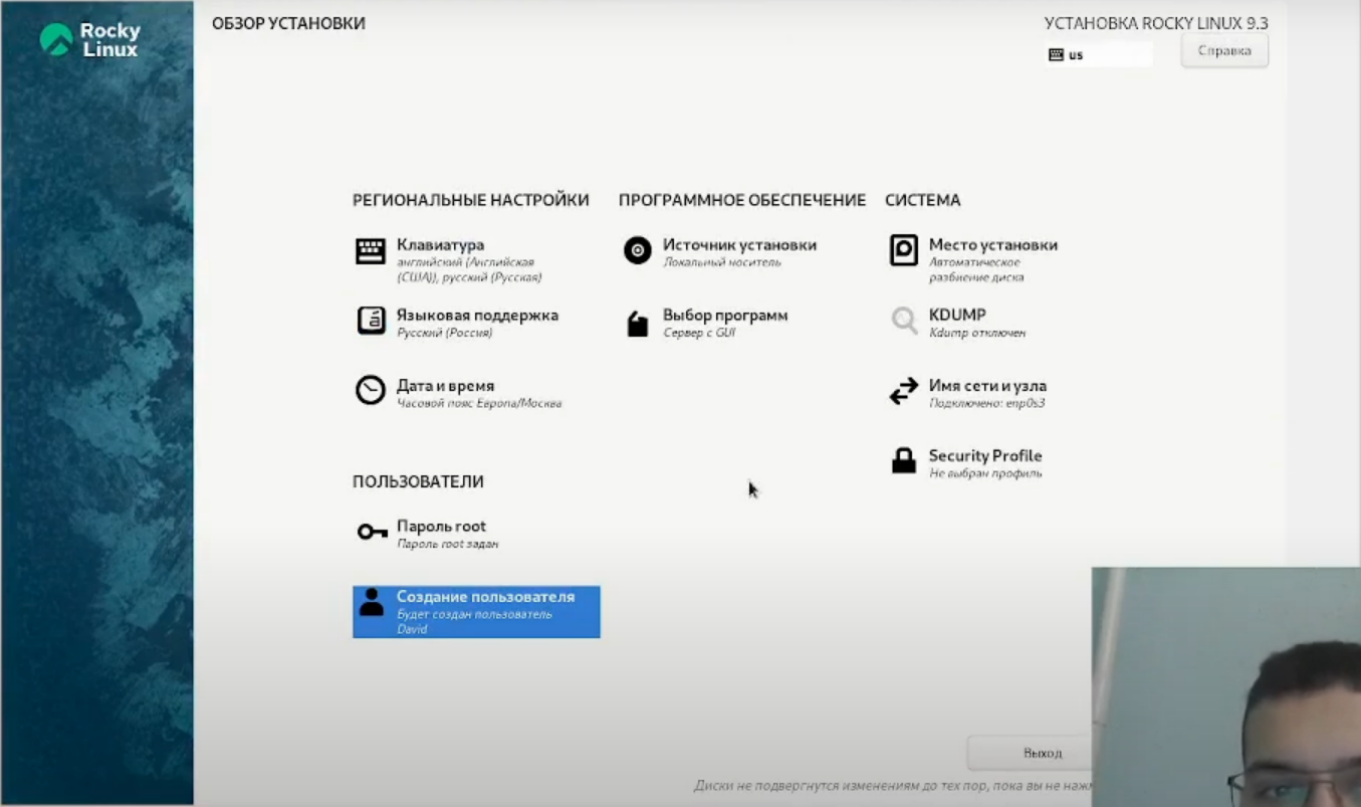 Rocky
Linux
ОБЗОР УСТАНОВКИ
УСТАНОВКА ROCKY LINUX 9.3
us
Справка
РЕГИОНАЛЬНЫЕ НАСТРОЙКИ
Клавиатура
английский (Английская
(США)), русский (Русская)
Языковая поддержка
Русский (Россия)
Дата и время
Часовой пояс Европа/Москва
ПРОГРАММНОЕ ОБЕСПЕЧЕНИЕ
Источник установки
Локальный носитель
Выбор программ
Сервер с GUI
СИСТЕМА
Место установки
Автоматическое
разбиение диска
KDUMP
Kdump отключен
Имя сети и узла
Подключено: enp0s3
Security Profile
Не выбран профиль
ПОЛЬЗОВАТЕЛИ
Пароль root
Пароль root задан
Создание пользователя
Будет создан пользователь
David
Выход
Диски не подвергнутся изменениям до тех пор, пока вы не